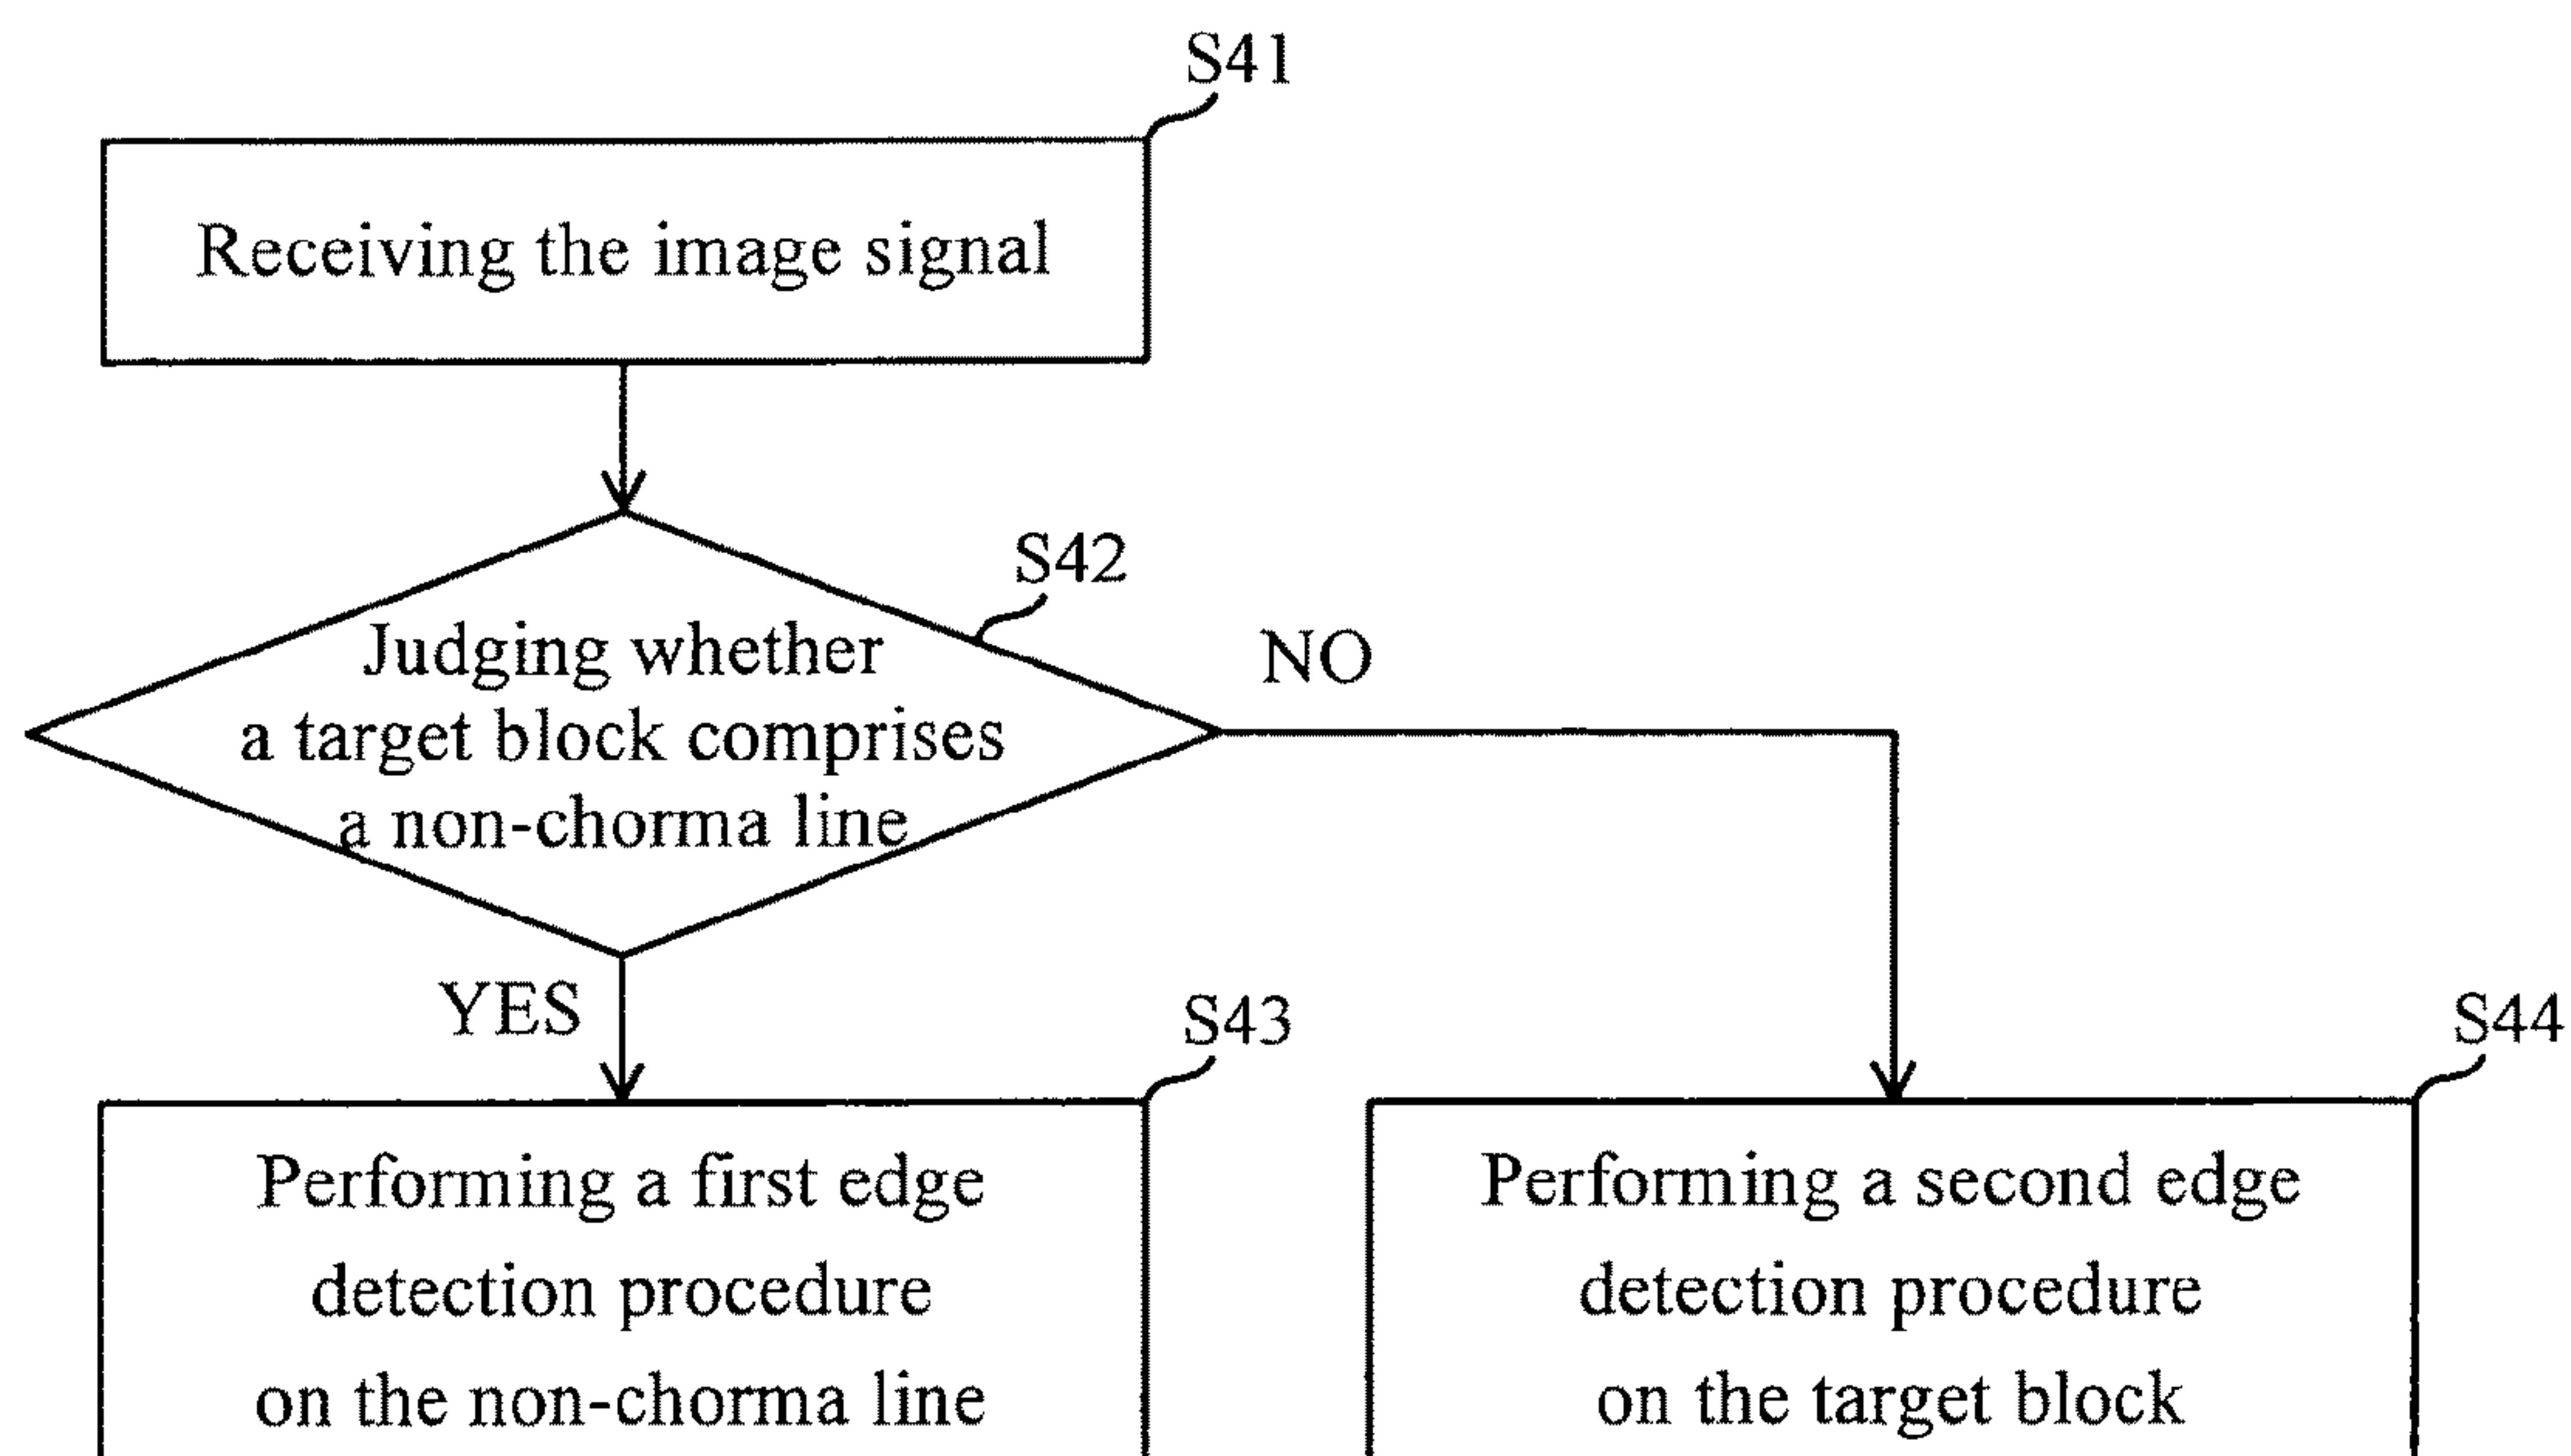 S41
Receiving the image signal
S42
Judging whether
a target block comprises
a non-chorma line
NO
YES
S43
Performing a first edge
detection procedure
on the non-chorma line
S44
Performing a second edge
detection procedure
on the target block